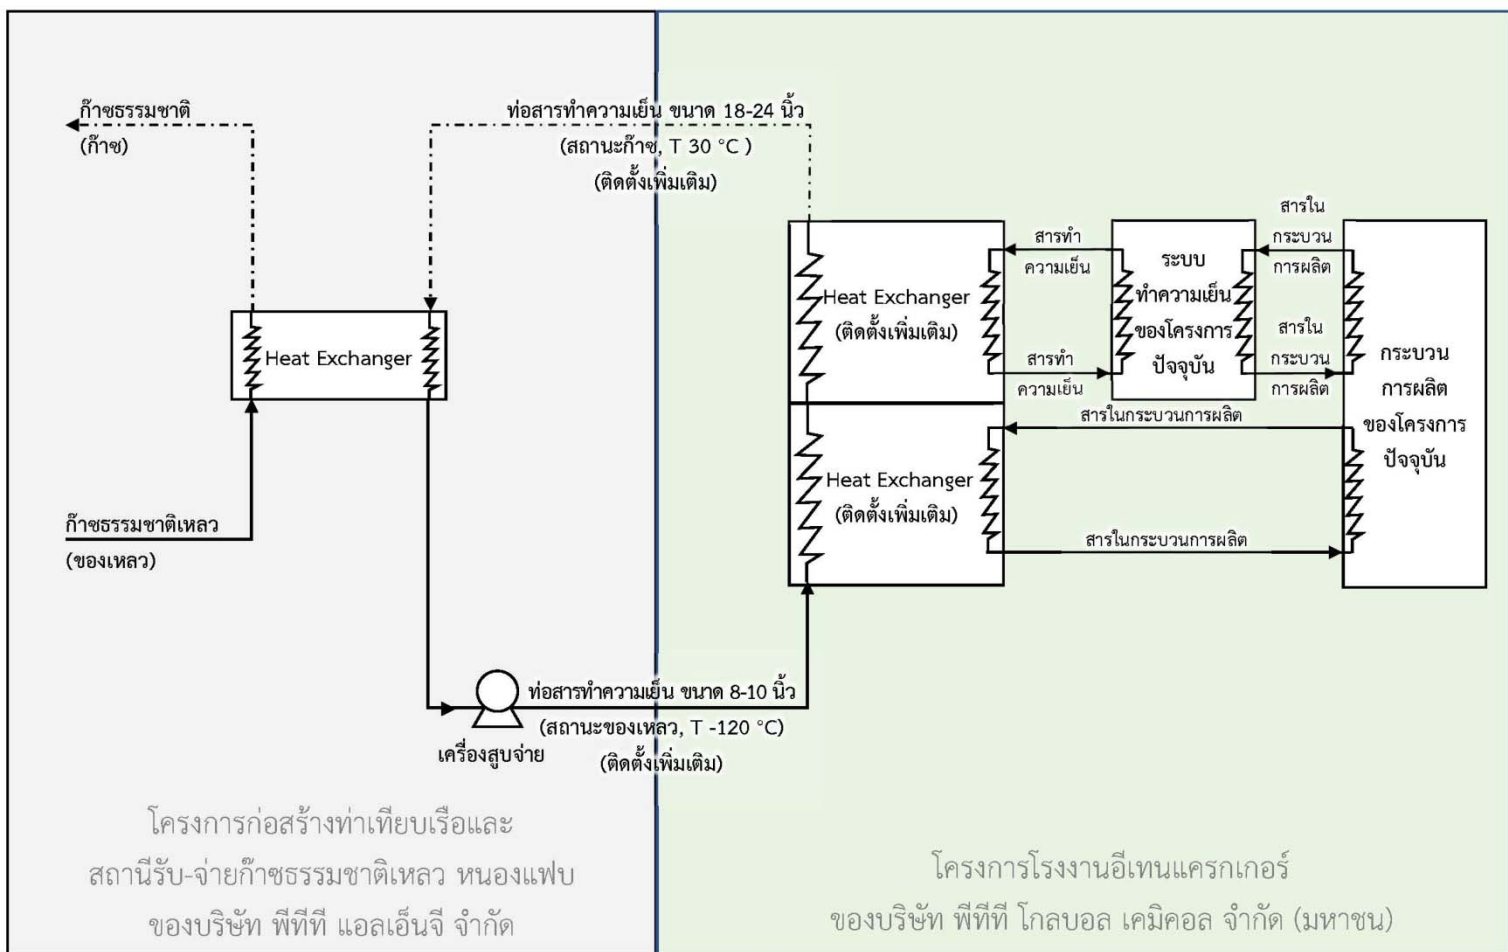 ก๊าซธรรมชาติ
(ก๊าซ)
ท่อสารทำความเย็น ขนาด 18-24 นิ้ว
(สถานะก๊าซ, T 30 °C )
(ติดตั้งเพิ่มเติม)
Heat Exchanger
ก๊าซธรรมชาติเหลว
(ของเหลว)
เครื่องสูบจ่าย
ท่อสารทำความเย็น ขนาด 8-10 นิ้ว
(สถานะของเหลว, T -120 °C)
(ติดตั้งเพิ่มเติม)
Heat Exchanger
(ติดตั้งเพิ่มเติม)
สารทำ
ความเย็น
สารทำ
ความเย็น
ระบบ
ทำความเย็น
ของโครงการ
ปัจจุบัน
สารใน
กระบวน
การผลิต
สารใน
กระบวน
การผลิต
กระบวน
การผลิต
ของโครงการ
ปัจจุบัน
Heat Exchanger
(ติดตั้งเพิ่มเติม)
สารในกระบวนการผลิต
สารในกระบวนการผลิต
โครงการก่อสร้างท่าเทียบเรือและ
สถานีรับ-จ่ายก๊าซธรรมชาติเหลว หนองแฟบ
ของบริษัท พีทีที แอลเอ็นจี จำกัด
โครงการโรงงานอีเทนแครกเกอร์
ของบริษัท พีทีที โกลบอล เคมิคอล จำกัด (มหาชน)